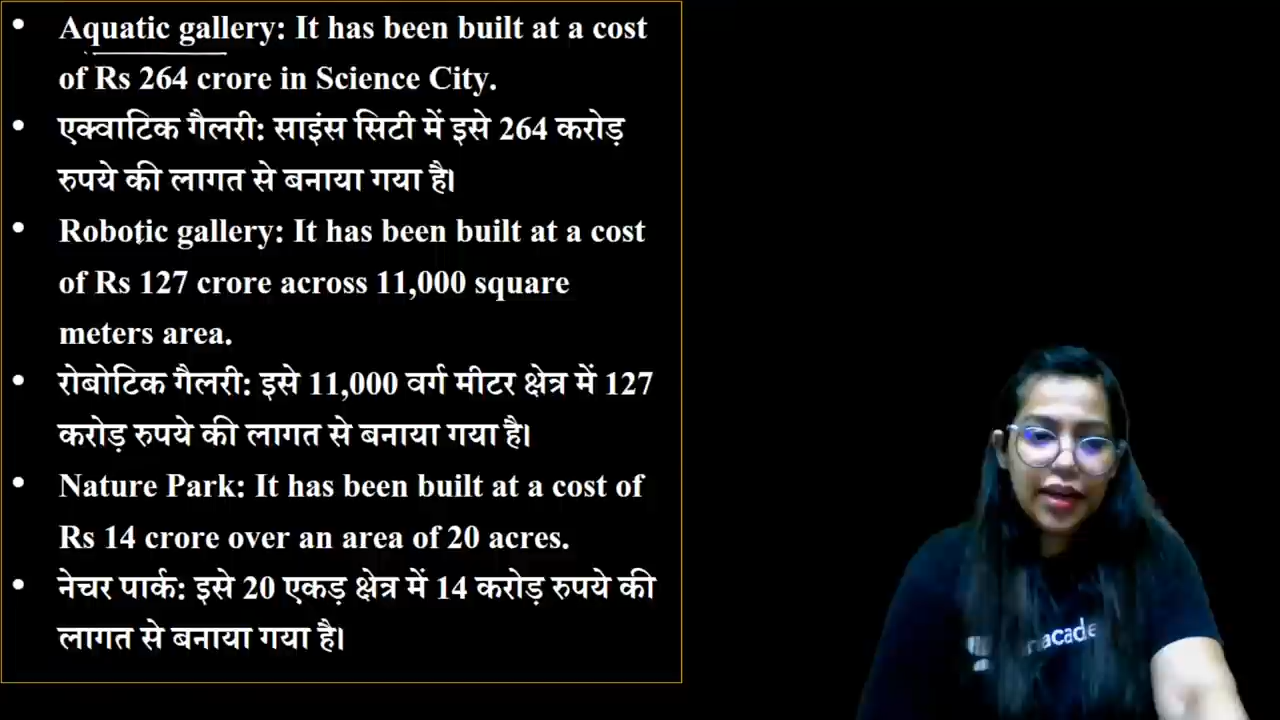 • Aquatic gallery: It has been built at a cost
of Rs 264 crore in Science City.
• एक्वाटिक गैलरी: साइंस सिटी में इसे 264 करोड़
रुपये की लागत से बनाया गया है।
• Robotic gallery: It has been built at a cost
of Rs 127 crore across 11,000 square
meters area.
• रोबोटिक गैलरी: इसे 11,000 वर्ग मीटर क्षेत्र में 127
करोड़ रुपये की लागत से बनाया गया है।
• Nature Park: It has been built at a cost of
Rs 14 crore over an area of 20 acres.
• नेचर पार्क: इसे 20 एकड़ क्षेत्र में 14 करोड़ रुपये की
लागत से बनाया गया है।